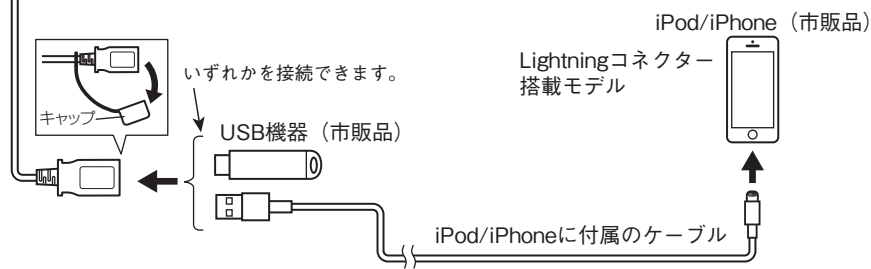 iPod/iPhone（市販品）
Lightningコネクター
搭載モデル
いずれかを接続できます。
キャップ
USB機器（市販品）
iPod/iPhoneに付属のケーブル